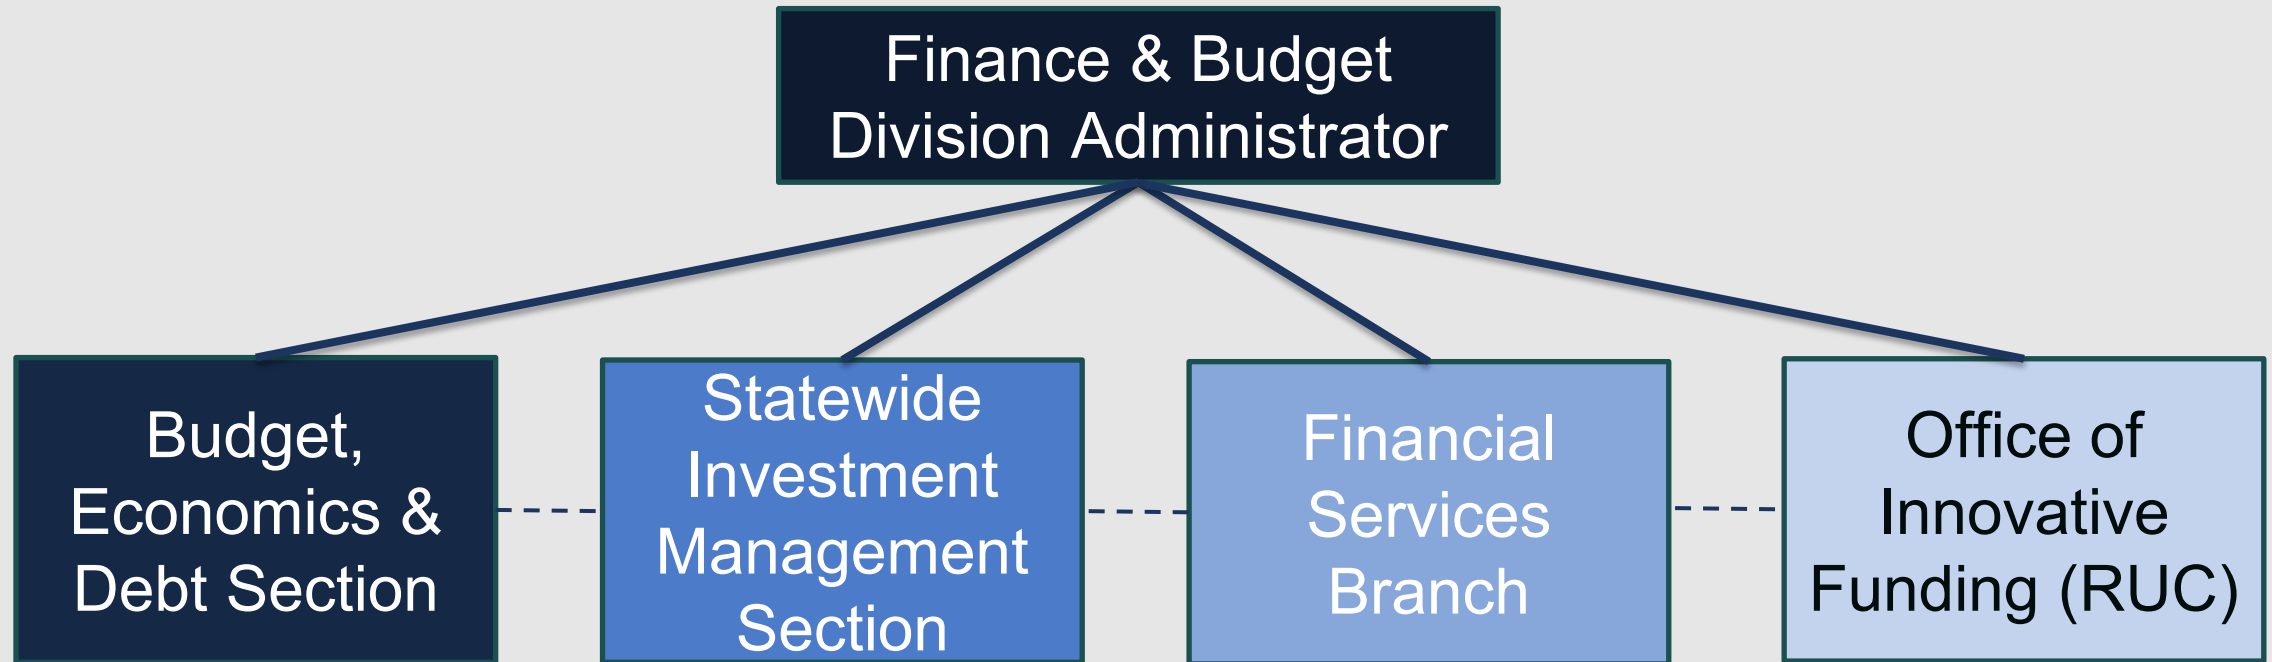 Finance & Budget
Division Administrator
Budget,
Economics &
Debt Section
Statewide
Investment
Management
Section
Financial
Services
Branch
Office of
Innovative
Funding (RUC)